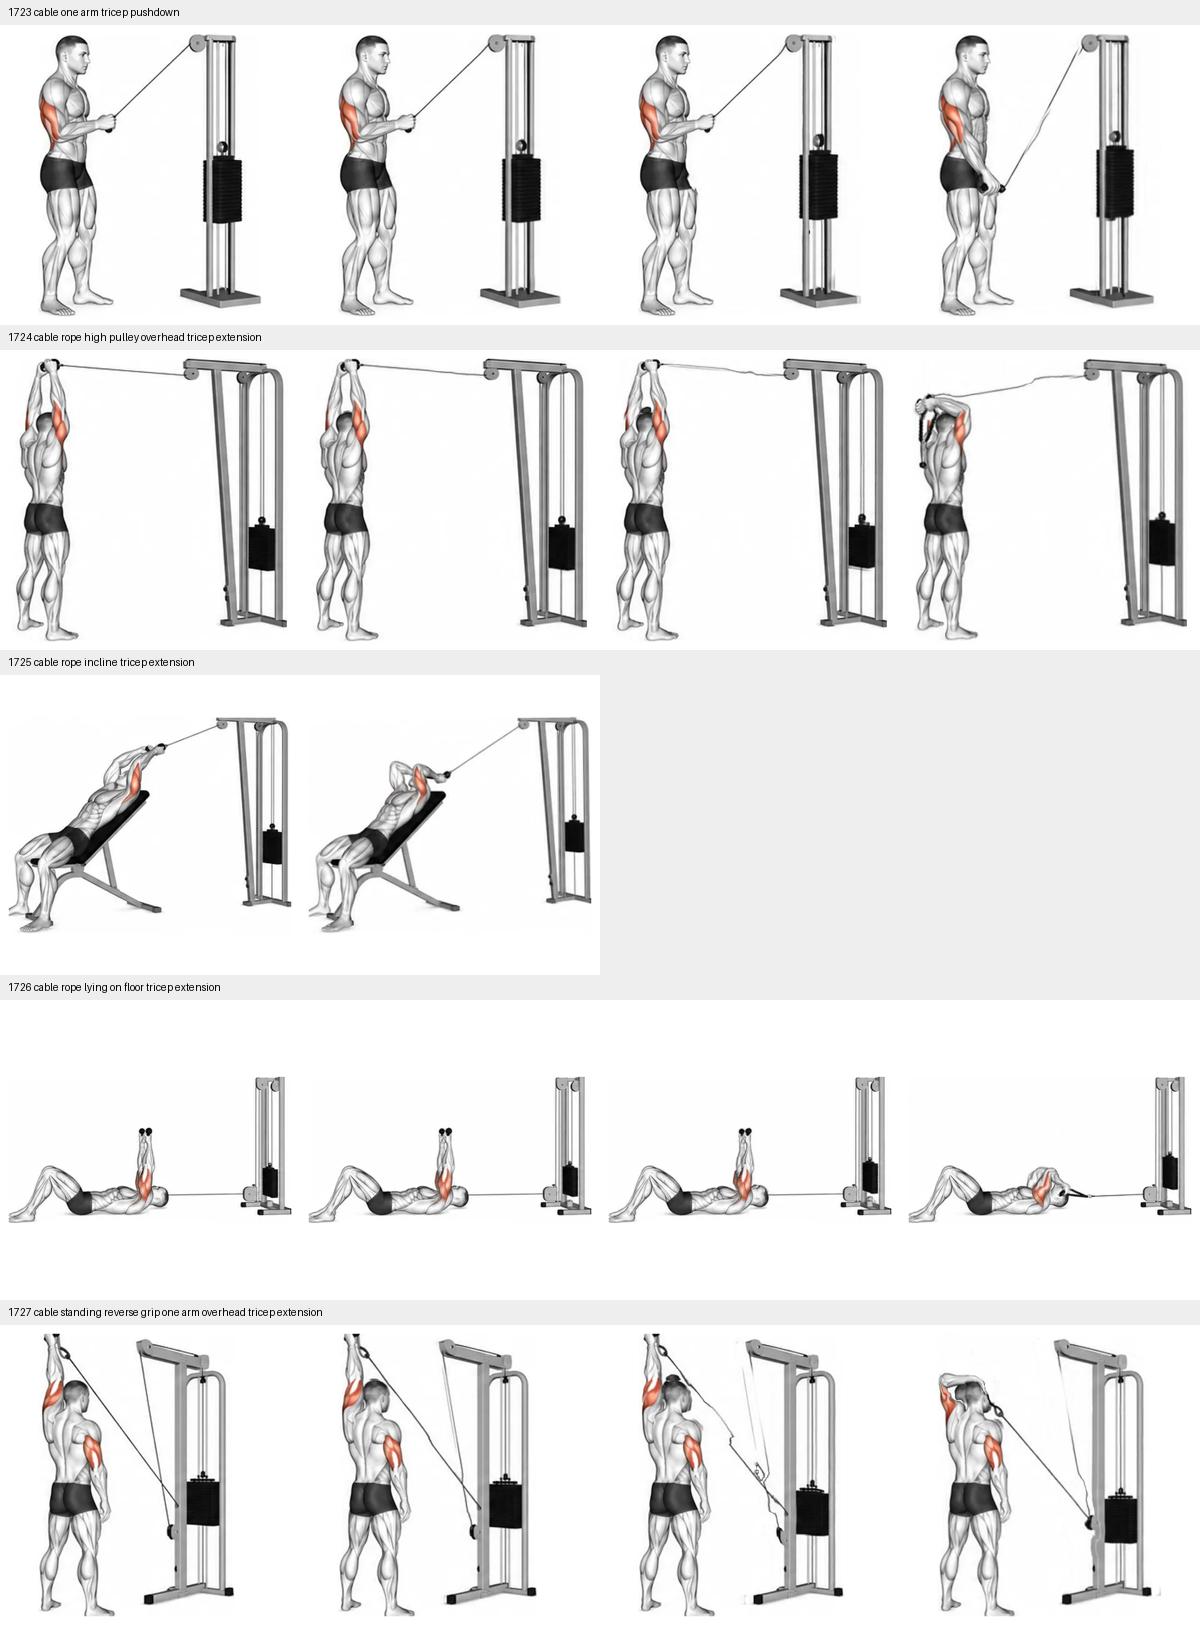 1723 cable one arm tricep pushdown
1724 cable rope high pulley overhead tricep extension
1725 cable rope incline tricep extension
1726 cable rope lying on floor tricep extension
1727 cable standing reverse grip one arm overhead tricep extension